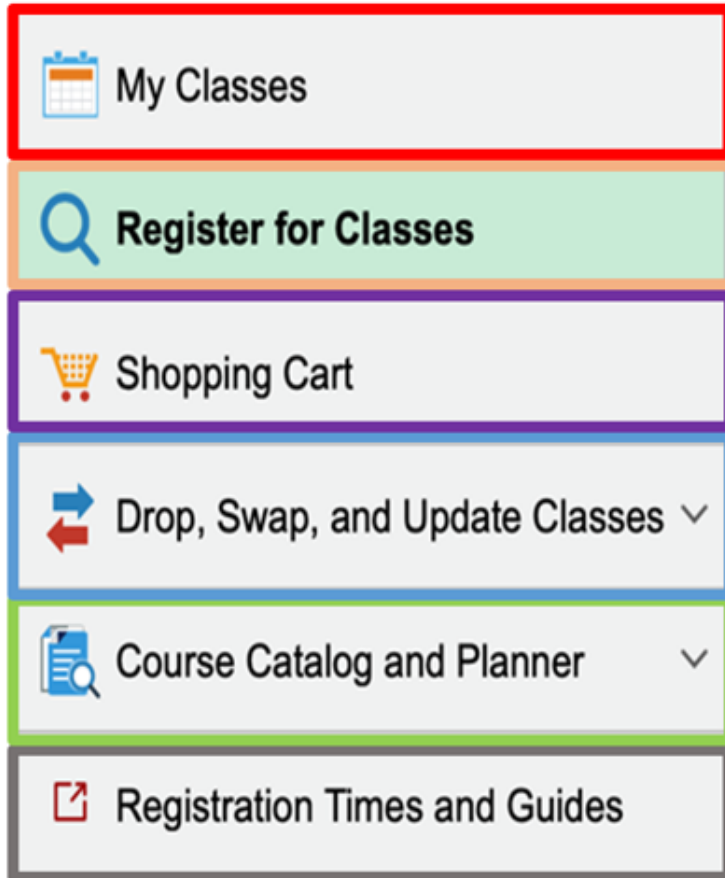 My Classes
Register for Classes
Shopping Cart
Drop, Swap, and Update Classes
Course Catalog and Planner
Registration Times and Guides